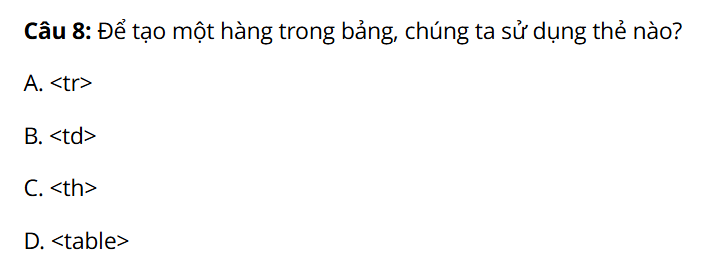 Câu 8: Để tạo một hàng trong bảng, chúng ta sử dụng thẻ nào?
A. <tr>
B. <td>
C. <th>
D. <table>